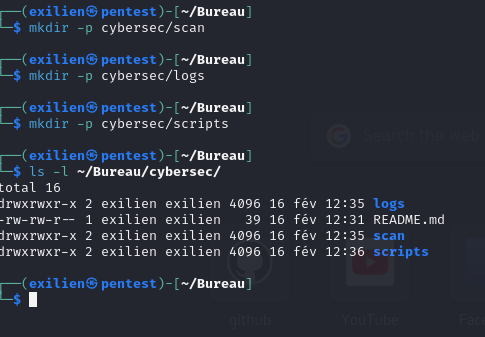 ┌──(exilien㉿pentest)-[~/Bureau]
└─$ mkdir -p cybersec/scan
┌──(exilien㉿pentest)-[~/Bureau]
└─$ mkdir -p cybersec/logs
┌──(exilien㉿pentest)-[~/Bureau]
└─$ mkdir -p cybersec/scripts
Search the web
┌──(exilien㉿pentest)-[~/Bureau]
└─$ ls -l ~/Bureau/cybersec/
total 16
drwxrwxr-x 2 exilien exilien 4096 16 fév 12:35 logs
-rw-rw-r-- 1 exilien exilien   39 16 fév 12:31 README.md
drwxrwxr-x 2 exilien exilien 4096 16 fév 12:35 scan
drwxrwxr-x 2 exilien exilien 4096 16 fév 12:36 scripts
┌──(exilien㉿pentest)-[~/Bureau]
└─$
github YouTube